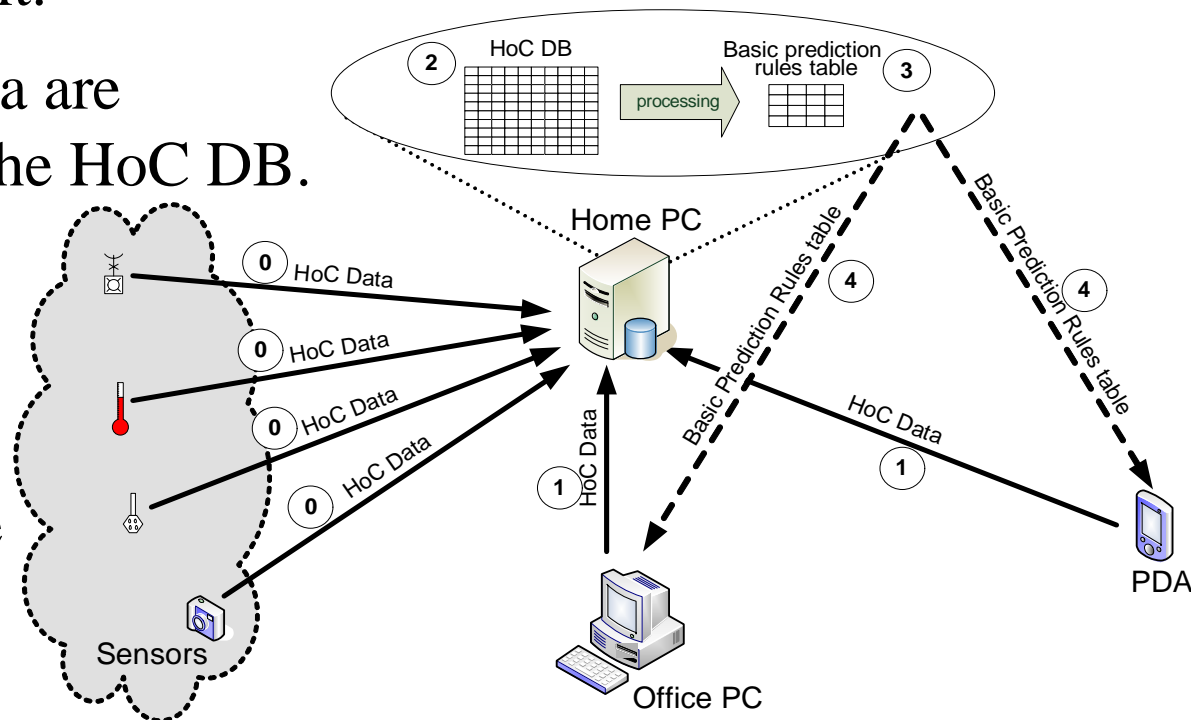 a are
he HoC DB.
2
HoC DB
processing
Basic prediction
rules table
3
Home PC
0
HoC Data
0
HoC Data
0
HoC Data
0
HoC Data
Basic Prediction Rules table
4
Basic Prediction Rules table
4
HoC Data
1
HoC Data
1
Sensors
Office PC
PDA